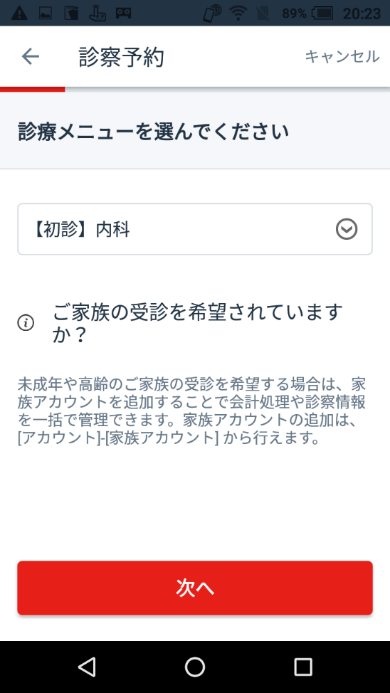 89% 20:23
診察予約 キャンセル
診療メニューを選んでください
【初診】内科
ご家族の受診を希望されています
か？
未成年や高齢のご家族の受診を希望する場合は、家
族アカウントを追加することで会計処理や診察情報
を一括で管理できます。家族アカウントの追加は、
[アカウント]-[家族アカウント] から行えます。
次へ